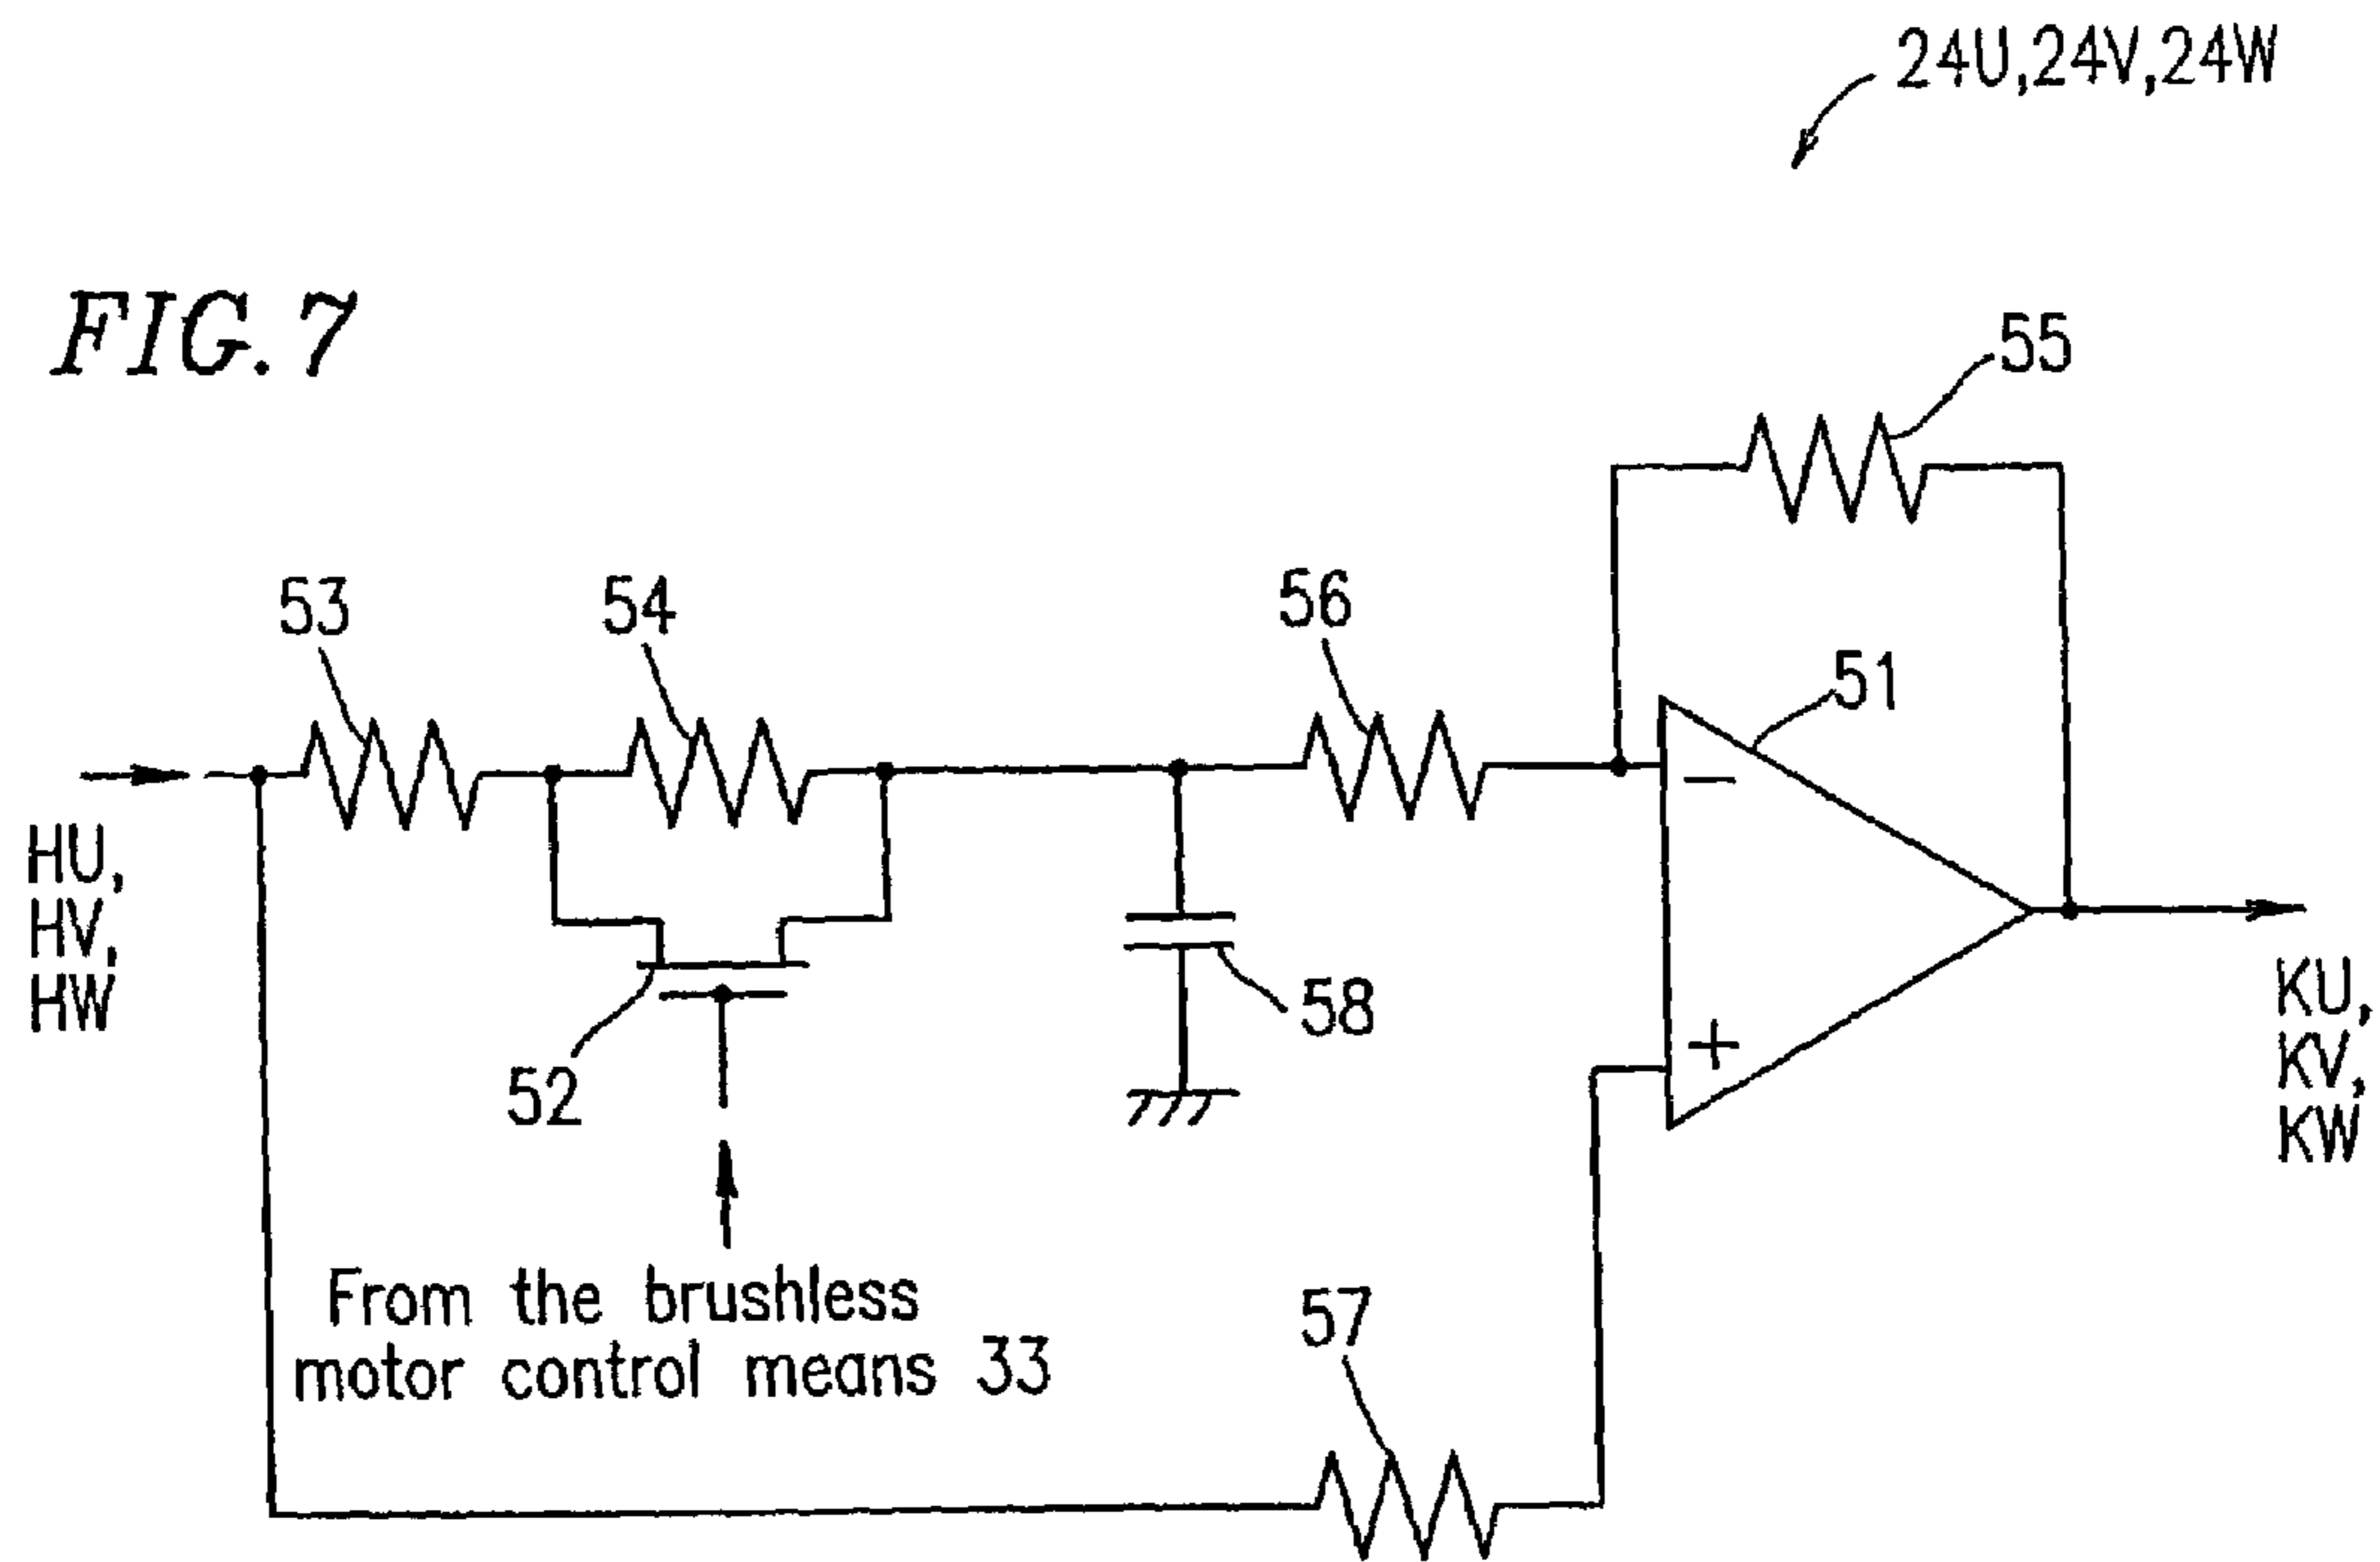 24U,24V,24W
FIG. 7
55
53
54
56
51
HU,
HV,
HW
−
52
58
+
KU,
KV,
KW
From the brushless
motor control means 33
57